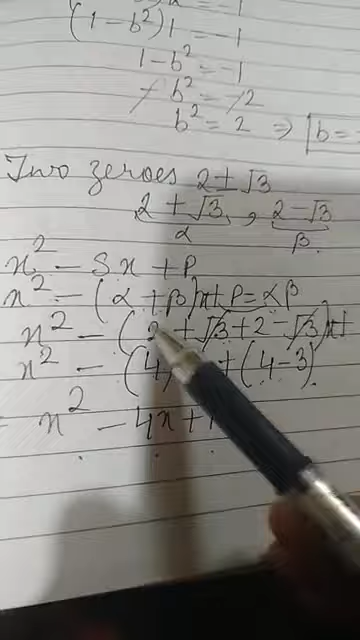 (1-b²)1 = -1
1-b² = -1
-b² = -2
b² = 2 ⇒ b =
Two zeroes 2±√3
2+√3, 2-√3
α β
x² - Sx + P
x² - (α+β)x + P = αβ
x² - (2+√3+2-√3)x+
x² - (4) + (4-3)
= x² - 4x +